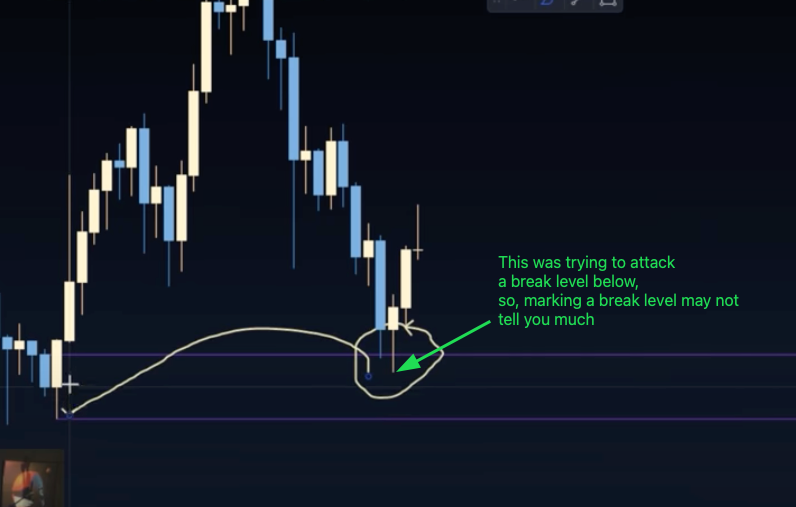 This was trying to attack
a break level below,
so, marking a break level may not
tell you much